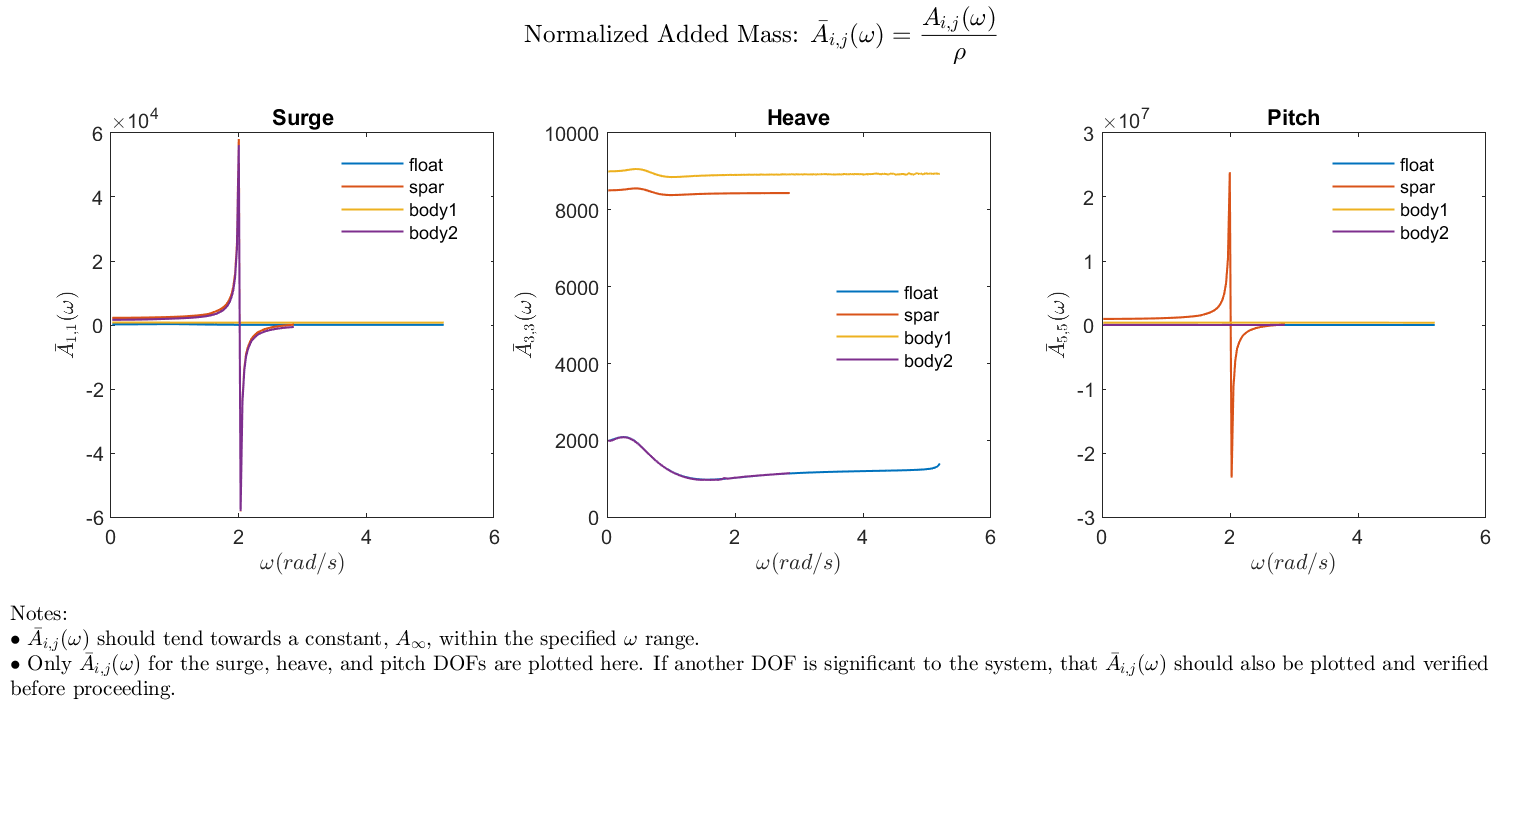 Normalized Added Mass: Ā_{i,j}(ω) = A_{i,j}(ω) / ρ
Surge
×10⁴
6
4
2
0
-2
-4
-6
0 2 4 6
Ā_{1,1}(ω)
ω(rad/s)
float
spar
body1
body2
Heave
10000
8000
6000
4000
2000
0
0 2 4 6
Ā_{3,3}(ω)
ω(rad/s)
float
spar
body1
body2
Pitch
×10⁷
3
2
1
0
-1
-2
-3
0 2 4 6
Ā_{5,5}(ω)
ω(rad/s)
float
spar
body1
body2
Notes:
• Ā_{i,j}(ω) should tend towards a constant, A_∞, within the specified ω range.
• Only Ā_{i,j}(ω) for the surge, heave, and pitch DOFs are plotted here. If another DOF is significant to the system, that Ā_{i,j}(ω) should also be plotted and verified
before proceeding.